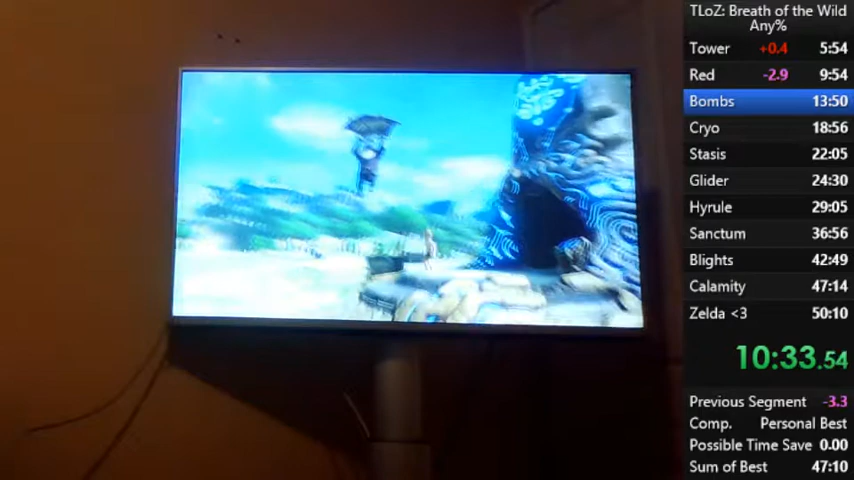 TLoZ: Breath of the Wild
Any%
Tower +0.4 5:54
Red -2.9 9:54
Bombs 13:50
Cryo 18:56
Stasis 22:05
Glider 24:30
Hyrule 29:05
Sanctum 36:56
Blights 42:49
Calamity 47:14
Zelda <3 50:10
10:33.54
Previous Segment -3.3
Comp. Personal Best
Possible Time Save 0.00
Sum of Best 47:10